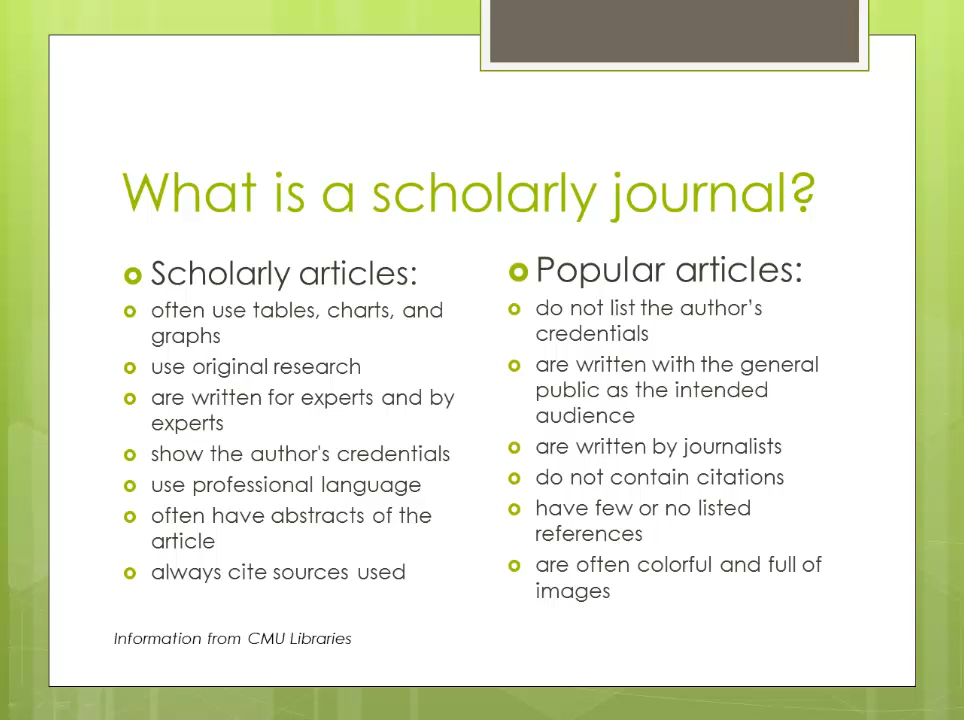 What is a scholarly journal?
Scholarly articles:
often use tables, charts, and
graphs
use original research
are written for experts and by
experts
show the author's credentials
use professional language
often have abstracts of the
article
always cite sources used
Popular articles:
do not list the author’s
credentials
are written with the general
public as the intended
audience
are written by journalists
do not contain citations
have few or no listed
references
are often colorful and full of
images
Information from CMU Libraries